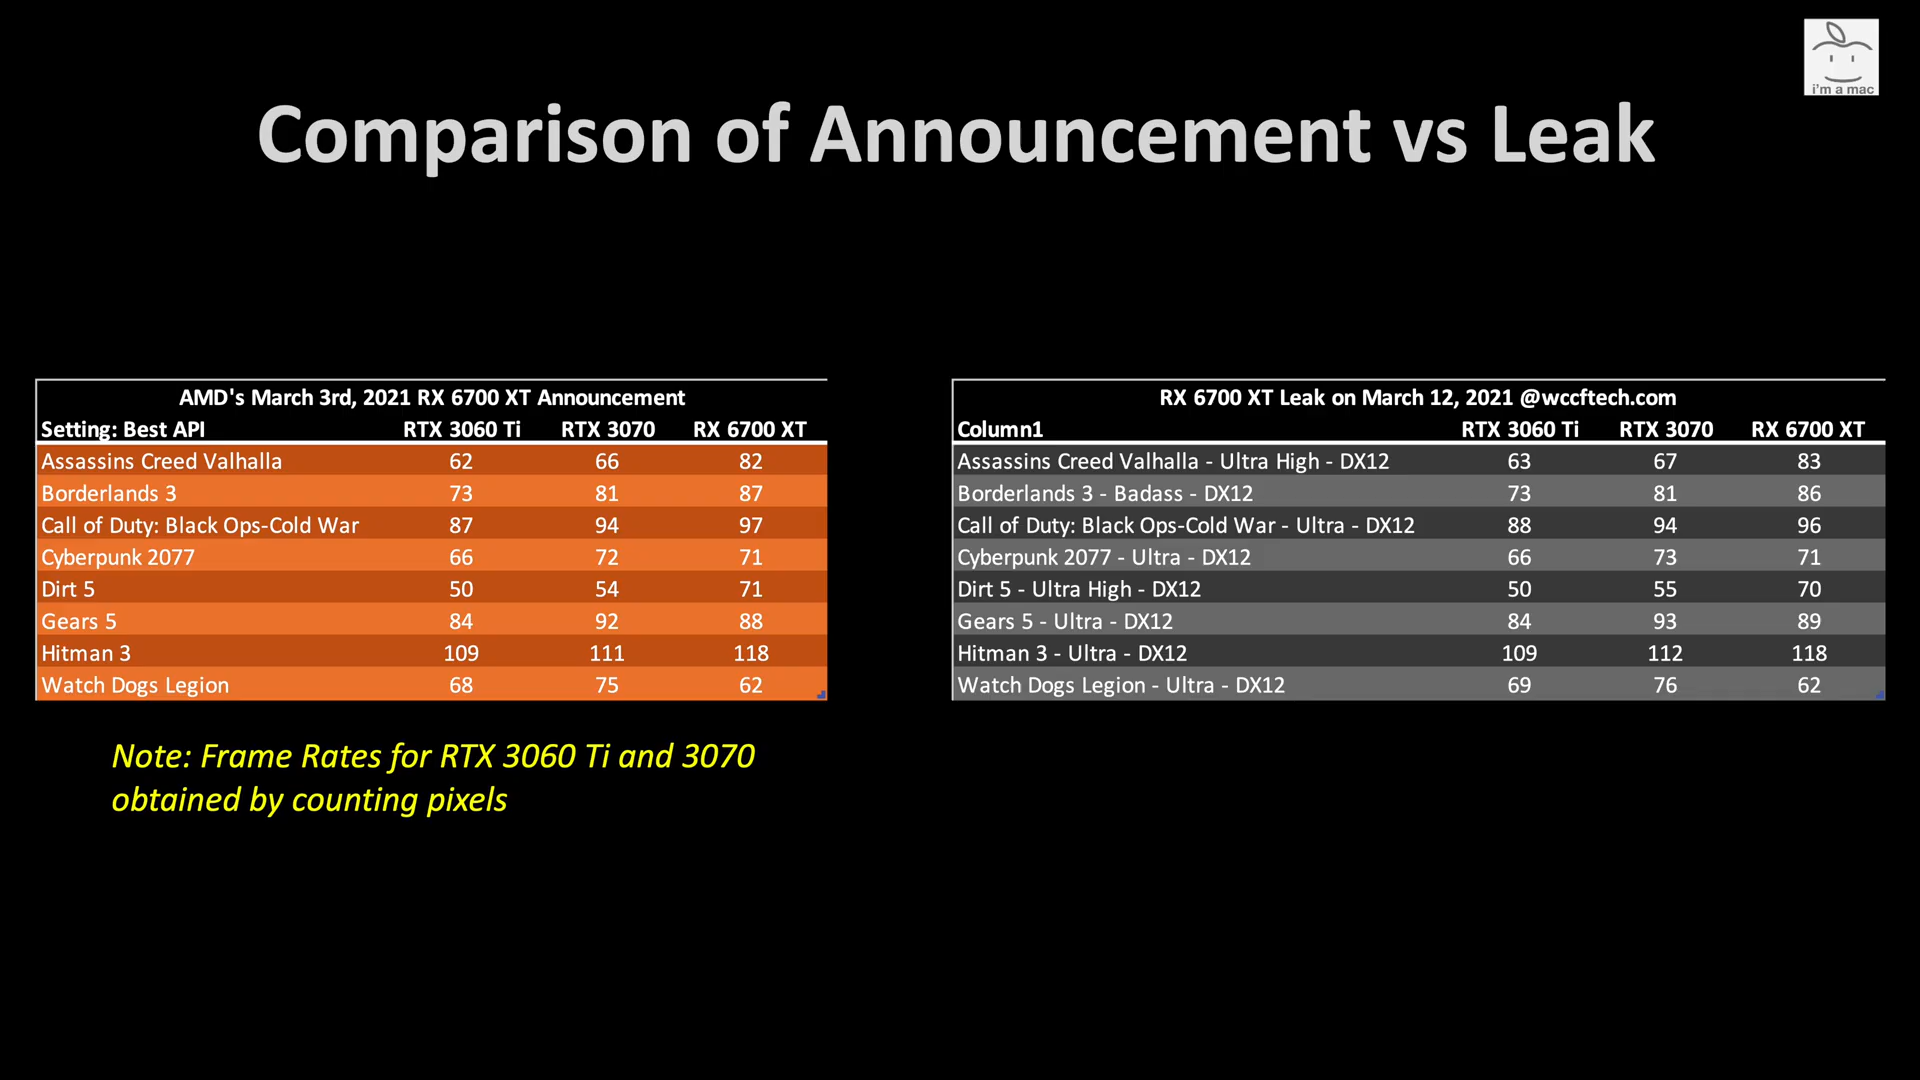 i'm a mac
Comparison of Announcement vs Leak
AMD's March 3rd, 2021 RX 6700 XT Announcement
Setting: Best API RTX 3060 Ti RTX 3070 RX 6700 XT
Assassins Creed Valhalla 62 66 82
Borderlands 3 73 81 87
Call of Duty: Black Ops-Cold War 87 94 97
Cyberpunk 2077 66 72 71
Dirt 5 50 54 71
Gears 5 84 92 88
Hitman 3 109 111 118
Watch Dogs Legion 68 75 62
Note: Frame Rates for RTX 3060 Ti and 3070
obtained by counting pixels
RX 6700 XT Leak on March 12, 2021 @wccftech.com
Column1 RTX 3060 Ti RTX 3070 RX 6700 XT
Assassins Creed Valhalla - Ultra High - DX12 63 67 83
Borderlands 3 - Badass - DX12 73 81 86
Call of Duty: Black Ops-Cold War - Ultra - DX12 88 94 96
Cyberpunk 2077 - Ultra - DX12 66 73 71
Dirt 5 - Ultra High - DX12 50 55 70
Gears 5 - Ultra - DX12 84 93 89
Hitman 3 - Ultra - DX12 109 112 118
Watch Dogs Legion - Ultra - DX12 69 76 62